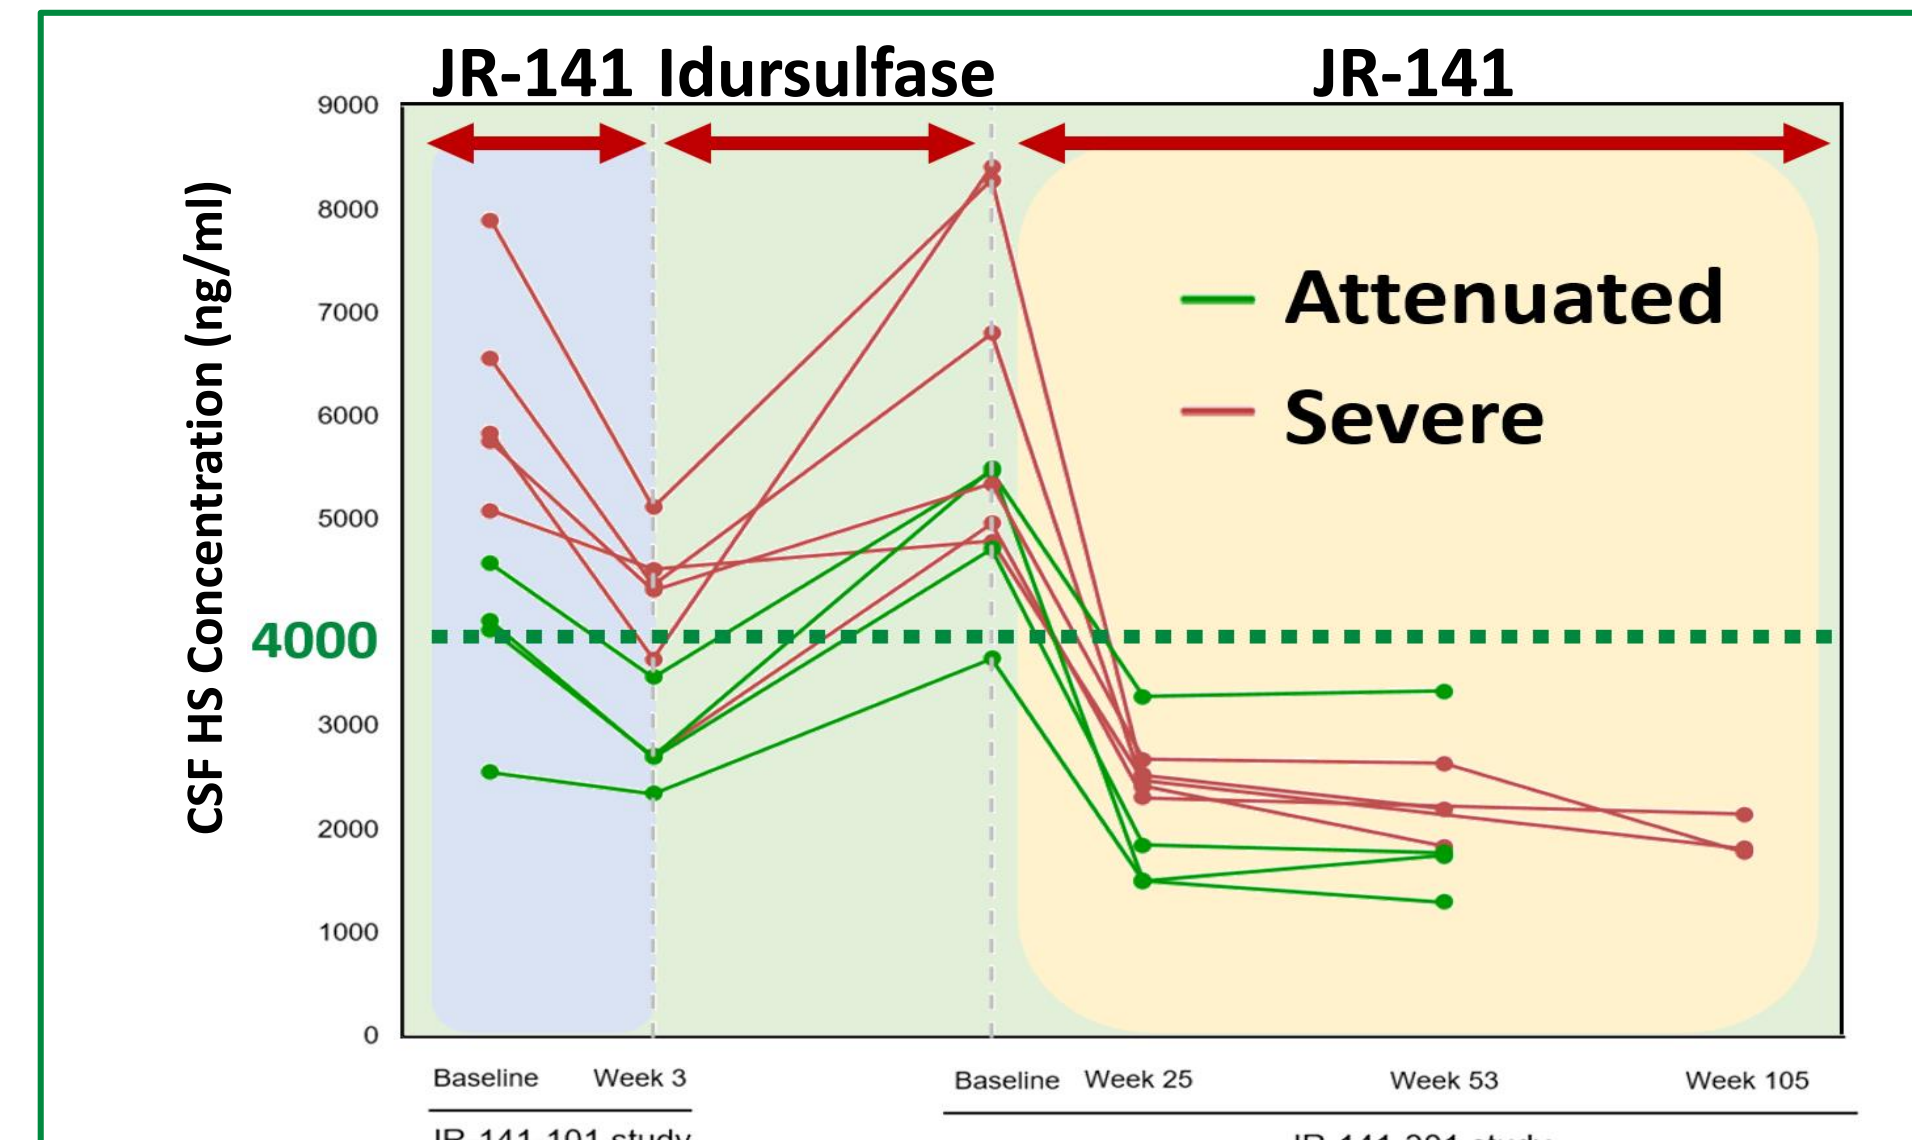 JR-141 Idursulfase JR-141
9000
8000
7000
6000
5000
4000
3000
2000
1000
0
CSF HS Concentration (ng/ml)
Attenuated
Severe
Baseline Week 3 Baseline Week 25 Week 53 Week 105